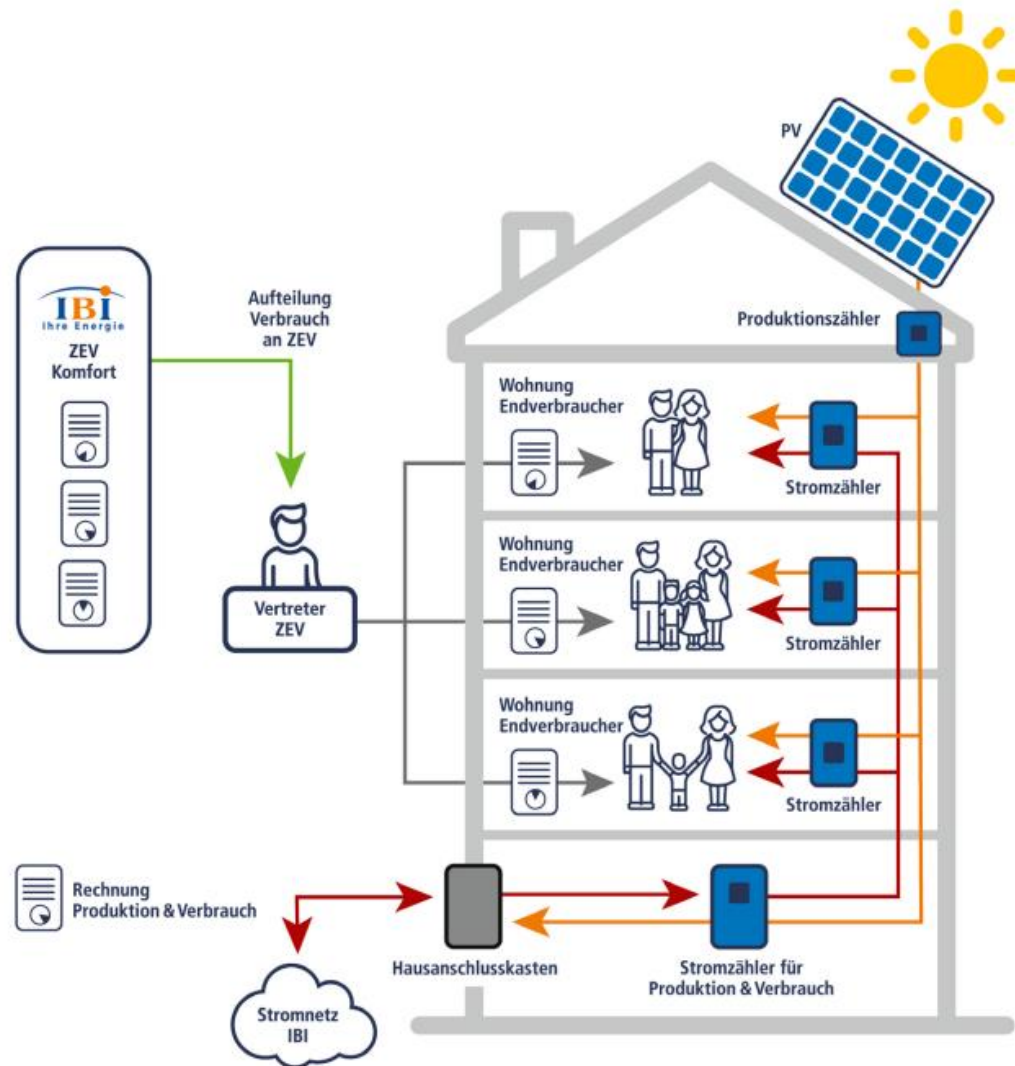 PV
IBI
Ihre Energie
ZEV
Komfort
Aufteilung
Verbrauch
an ZEV
Produktionszähler
Wohnung
Endverbraucher
Stromzähler
Wohnung
Endverbraucher
Stromzähler
Vertreter
ZEV
Wohnung
Endverbraucher
Stromzähler
Rechnung
Produktion & Verbrauch
Hausanschlusskasten
Stromzähler für
Produktion & Verbrauch
Stromnetz
IBI